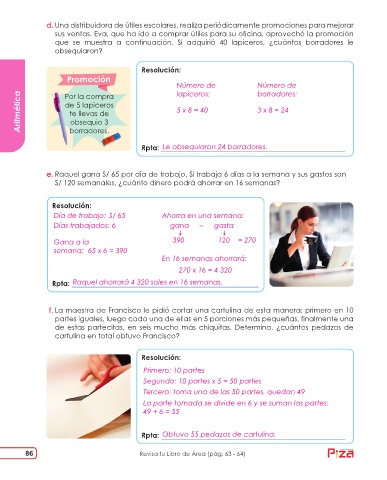 d. Una distribuidora de útiles escolares, realiza periódicamente promociones para mejorar
sus ventas. Eva, que ha ido a comprar útiles para su oficina, aprovechó la promoción
que se muestra a continuación. Si adquirió 40 lapiceros, ¿cuántos borradores le
obsequiaron?
Promoción
Por la compra
de 5 lapiceros
te llevas de
obsequio 3
borradores.
Resolución:
Número de
lapiceros:
5 x 8 = 40
Número de
borradores:
3 x 8 = 24
Rpta: Le obsequiaron 24 borradores.
Aritmética
e. Raquel gana S/ 65 por día de trabajo. Si trabaja 6 días a la semana y sus gastos son
S/ 120 semanales, ¿cuánto dinero podrá ahorrar en 16 semanas?
Resolución:
Día de trabajo: S/ 65
Días trabajados: 6
Gana a la
semana: 65 x 6 = 390
Ahorra en una semana:
gana – gasta
↓ ↓
390 120 = 270
En 16 semanas ahorrará:
270 x 16 = 4 320
Rpta: Raquel ahorrará 4 320 soles en 16 semanas.
f. La maestra de Francisco le pidió cortar una cartulina de esta manera: primero en 10
partes iguales, luego cada una de ellas en 5 porciones más pequeñas, finalmente una
de estas partecitas, en seis mucho más chiquitas. Determina, ¿cuántos pedazos de
cartulina en total obtuvo Francisco?
Resolución:
Primero: 10 partes
Segundo: 10 partes x 5 = 50 partes
Tercero: toma una de las 50 partes, quedan 49
La parte tomada se divide en 6 y se suman las partes:
49 + 6 = 55
Rpta: Obtuvo 55 pedazos de cartulina.
86
Revisa tu Libro de Área (pág. 63 - 64)
Piza